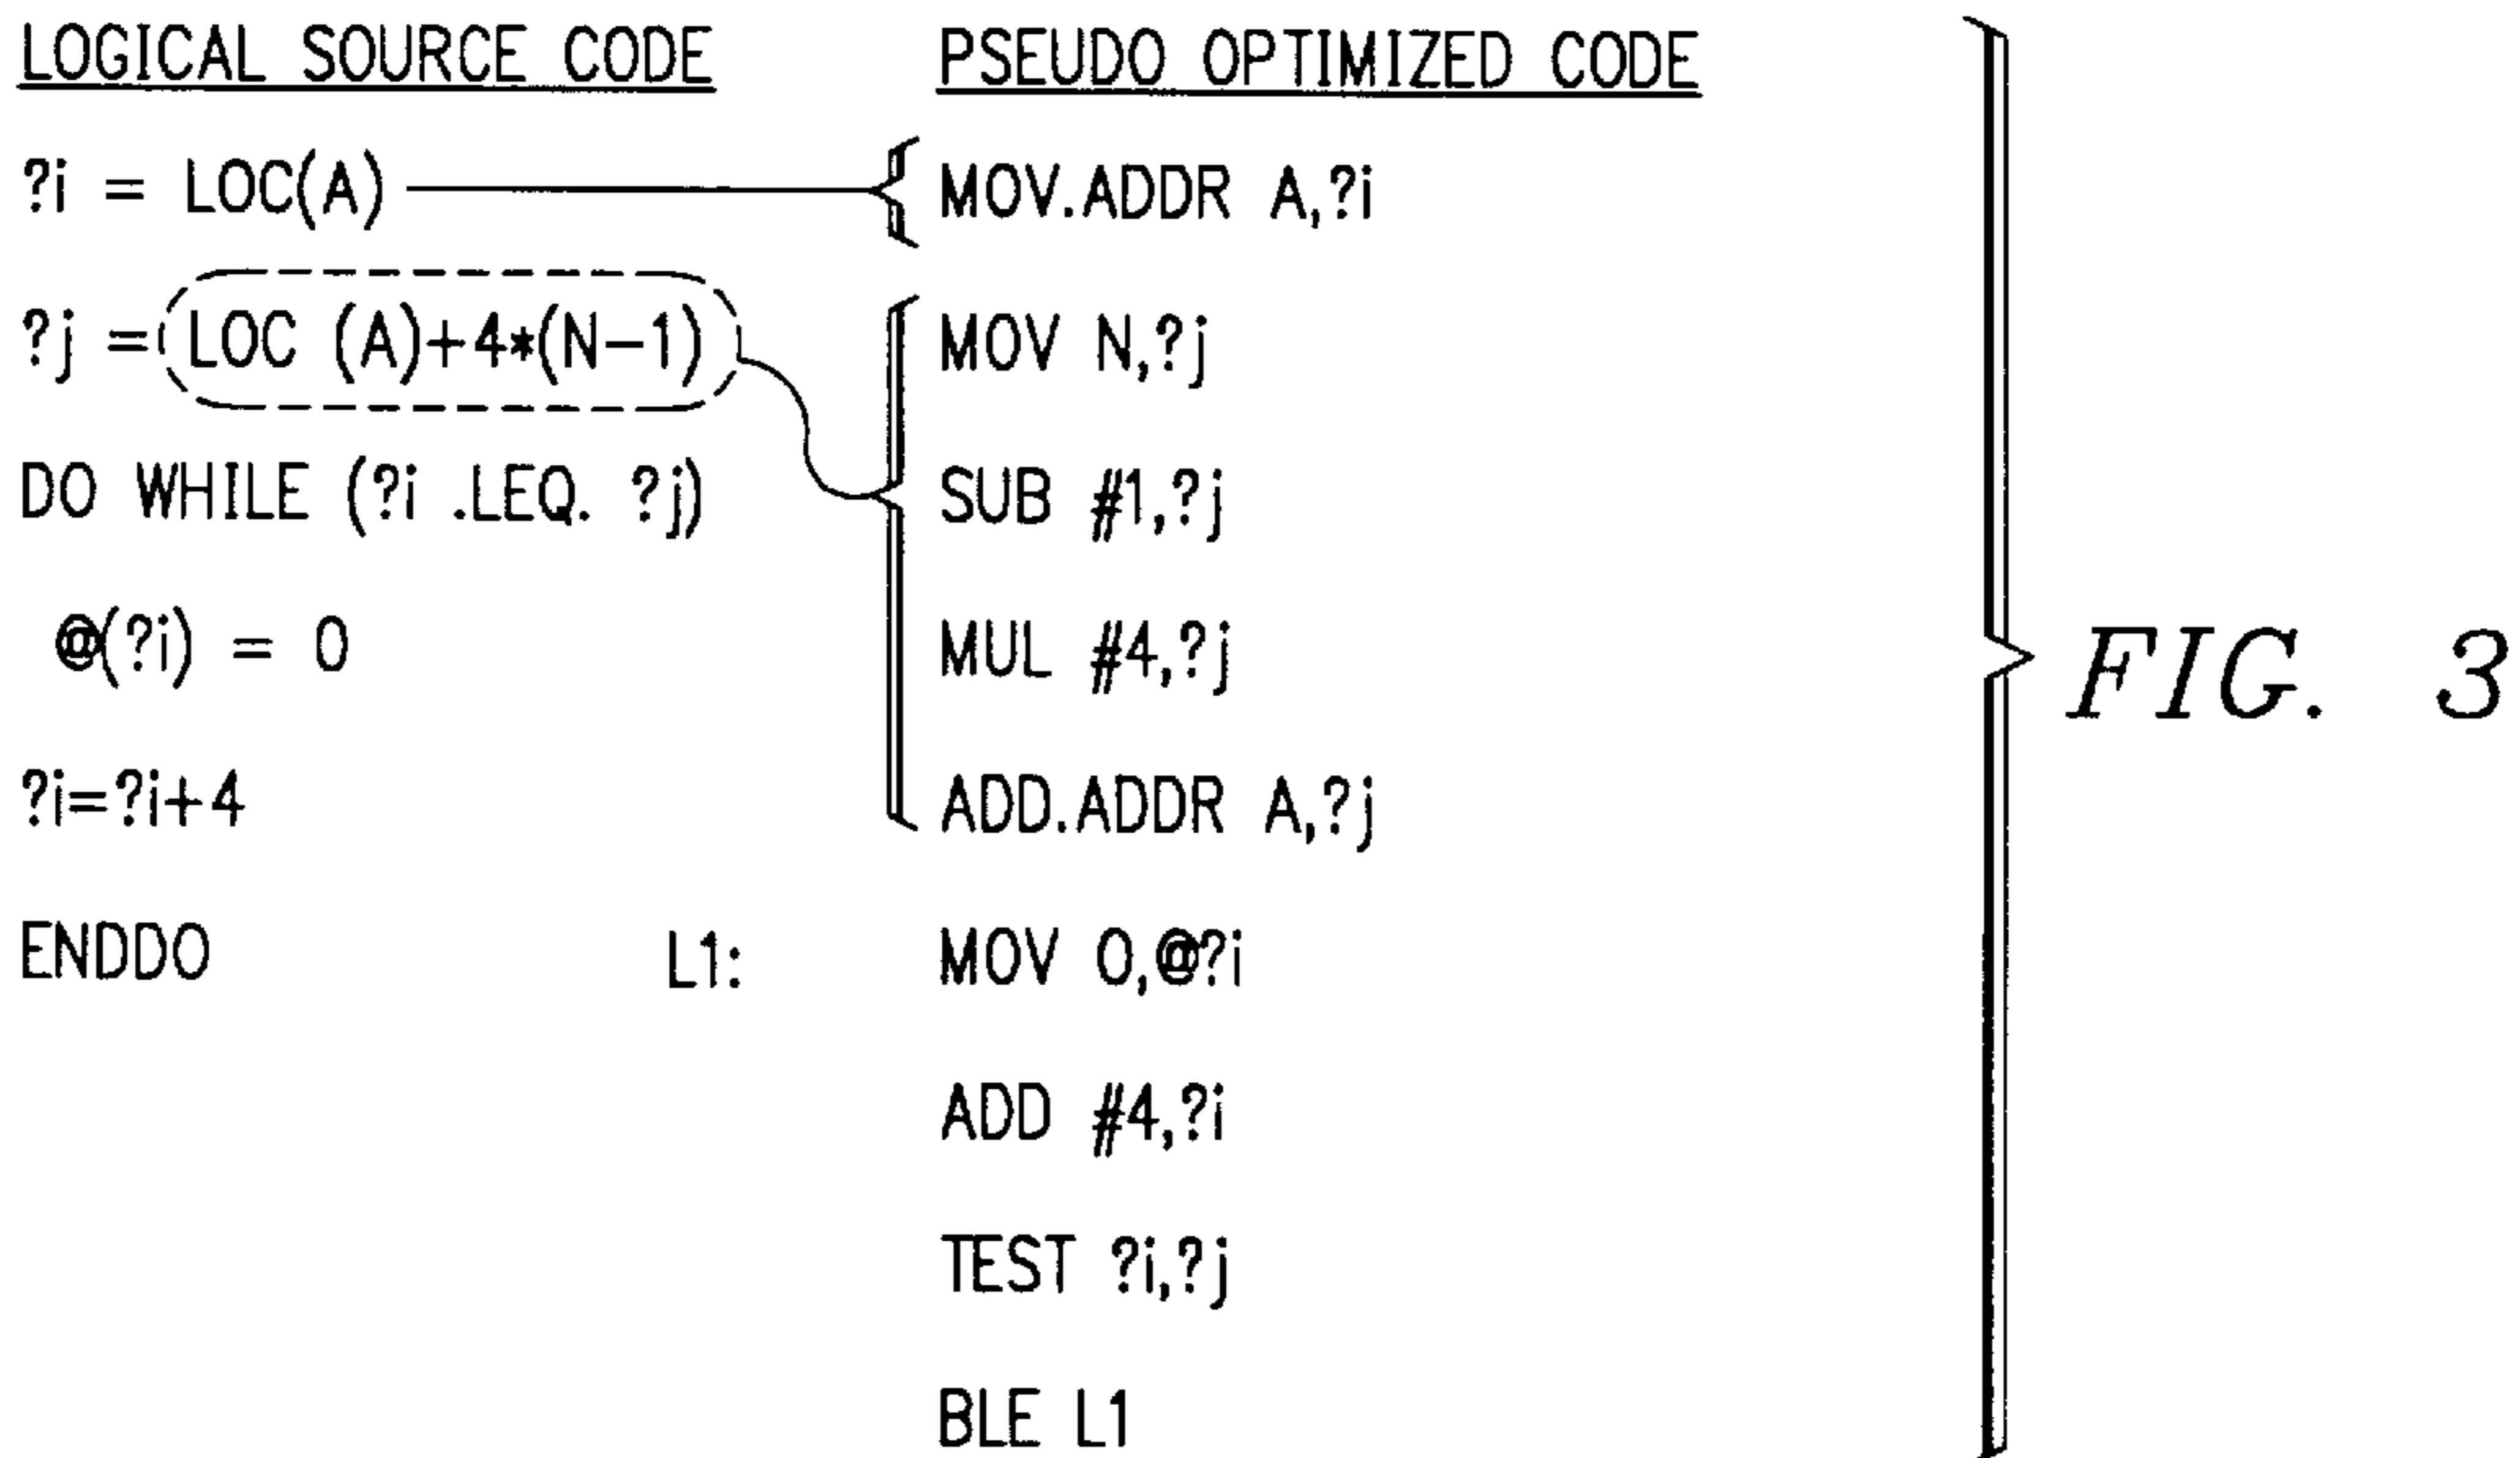 LOGICAL SOURCE CODE
?i = LOC(A)
?j = LOC (A)+4*(N-1)
DO WHILE (?i .LEQ. ?j)
@(?i) = 0
?i=?i+4
ENDDO
PSEUDO OPTIMIZED CODE
MOV.ADDR A,?i
MOV N,?j
SUB #1,?j
MUL #4,?j
ADD.ADDR A,?j
L1: MOV 0,@?i
ADD #4,?i
TEST ?i,?j
BLE L1
FIG. 3